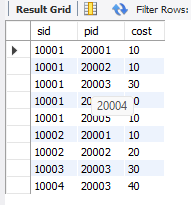 Result Grid Filter Rows:
sid pid cost
10001 20001 10
10001 20002 10
10001 20003 30
10001 20004
10001 20005 10
10002 20001 10
10002 20002 20
10003 20003 30
10004 20003 40